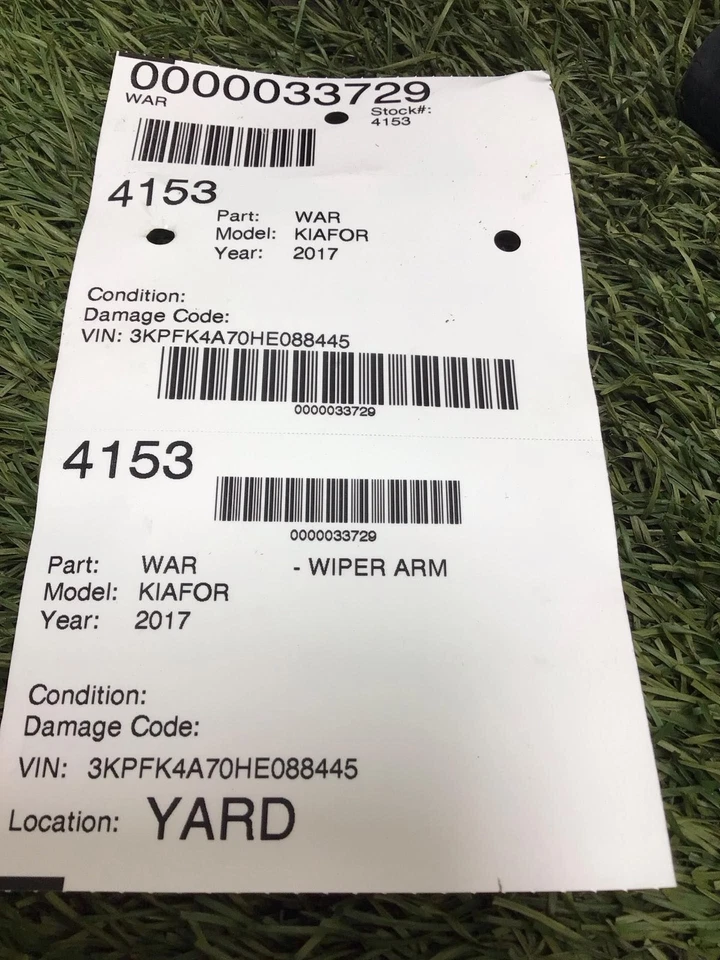 0000033729
WAR
Stock#:
4153
4153
Part: WAR
Model: KIAFOR
Year: 2017
Condition:
Damage Code:
VIN: 3KPFK4A70HE088445
0000033729
4153
0000033729
Part: WAR - WIPER ARM
Model: KIAFOR
Year: 2017
Condition:
Damage Code:
VIN: 3KPFK4A70HE088445
Location: YARD